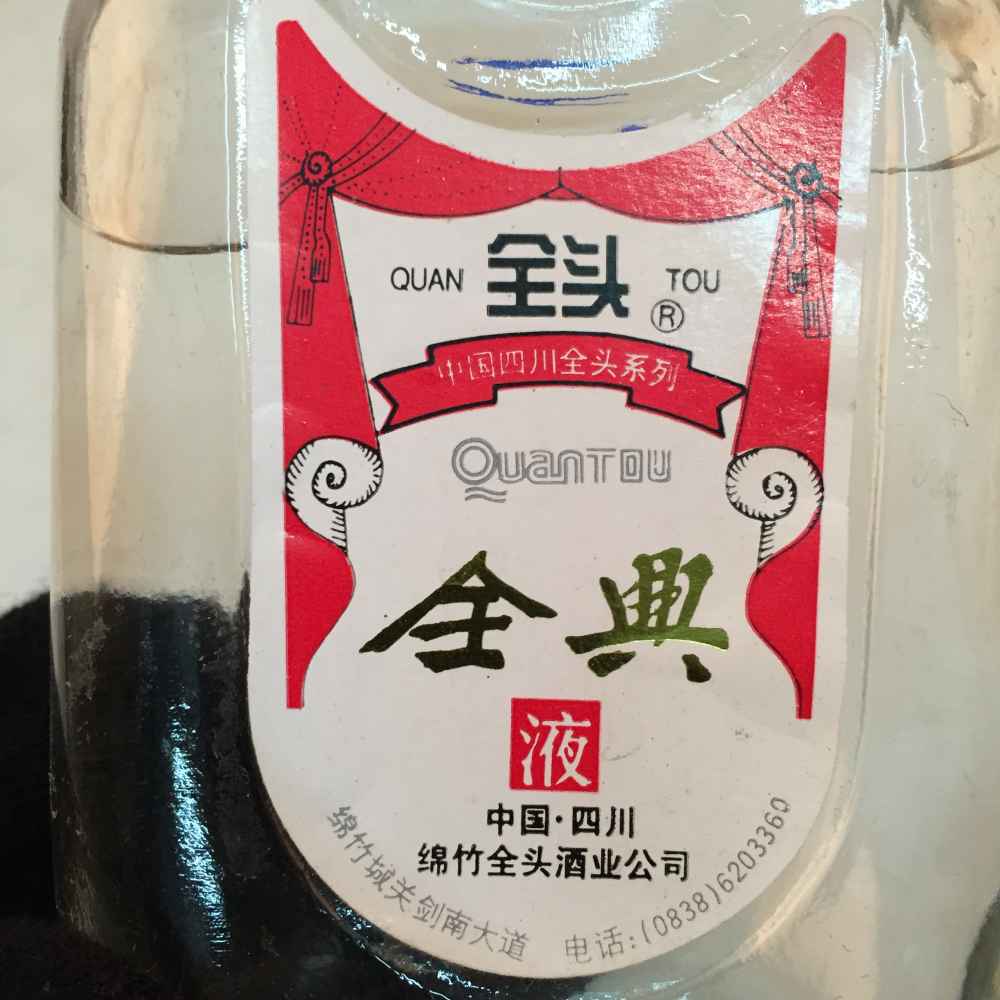 QUAN 全头 TOU
®
中国四川全头系列
QuanTou
全典
液
中国·四川
绵竹全头酒业公司
绵竹城关剑南大道 电话:(0838)6203360